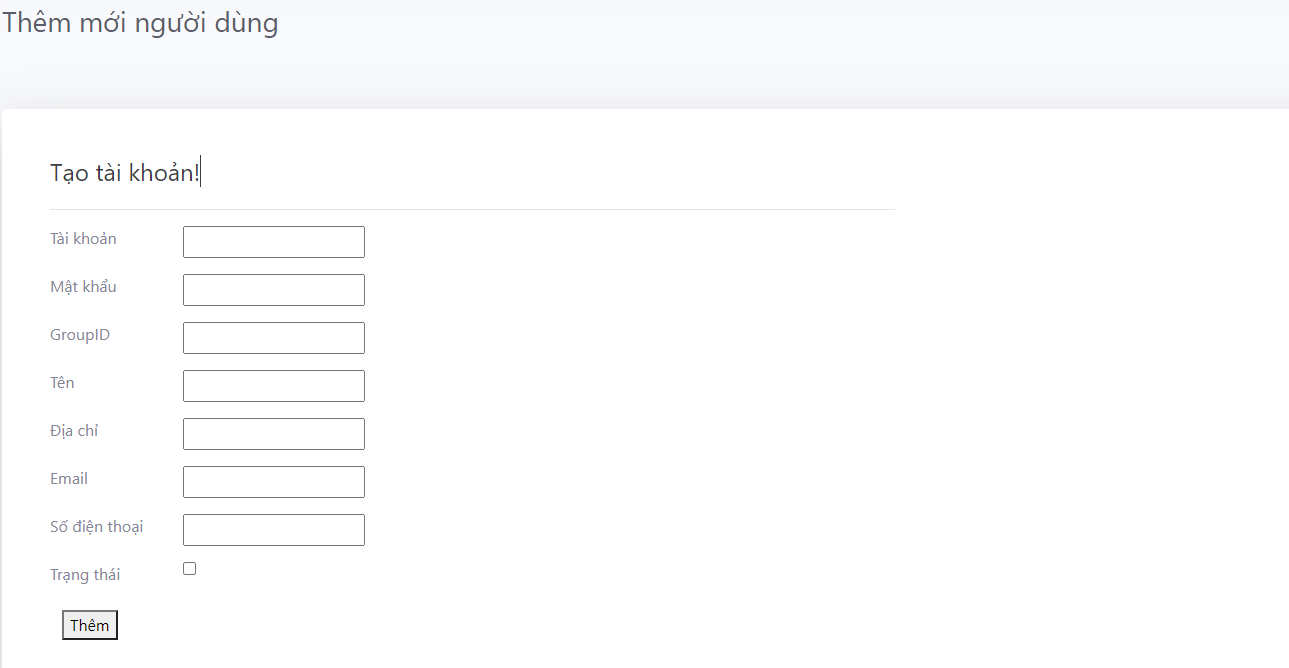 Thêm mới người dùng
Tạo tài khoản!
Tài khoản
Mật khẩu
GroupID
Tên
Địa chỉ
Email
Số điện thoại
Trạng thái
Thêm